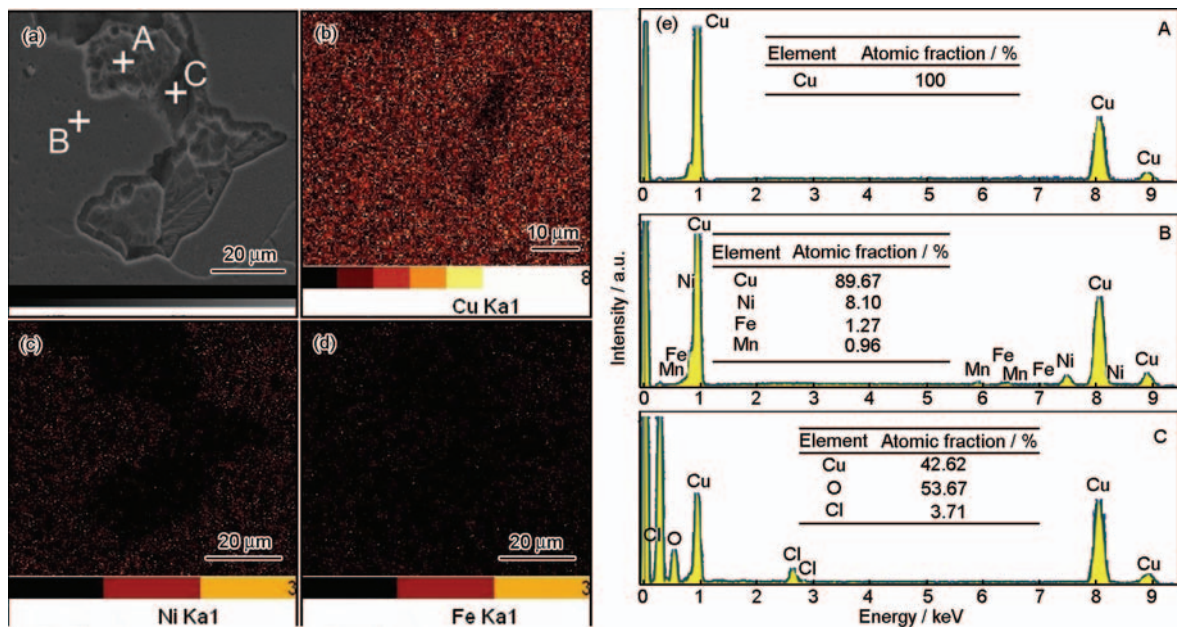 (a)
A
C
B
20 μm
(b)
10 μm
8
Cu Ka1
(c)
20 μm
3
Ni Ka1
(d)
20 μm
3
Fe Ka1
(e)
Intensity / a.u.
A
Cu
Element Atomic fraction / %
Cu 100
Cu
Cu
0 1 2 3 4 5 6 7 8 9
B
Cu
Element Atomic fraction / %
Cu 89.67
Ni 8.10
Fe 1.27
Mn 0.96
Ni
Fe
Mn
Mn
Fe
Mn
Fe
Ni
Cu
Ni
Cu
0 1 2 3 4 5 6 7 8 9
C
Element Atomic fraction / %
Cu 42.62
O 53.67
Cl 3.71
Cl
O
Cu
Cl
Cl
Cu
Cu
0 1 2 3 4 5 6 7 8 9
Energy / keV